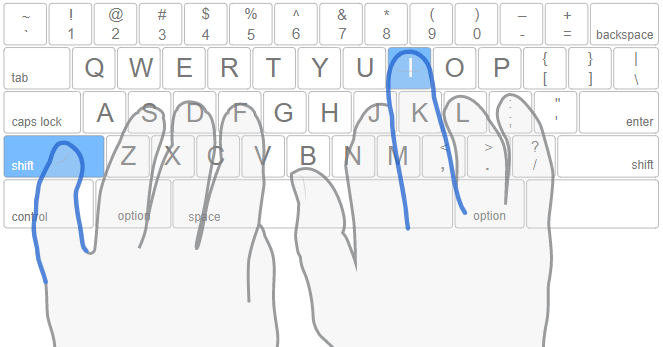 ~ ! @ # $ % ^ & * ( ) – +
` 1 2 3 4 5 6 7 8 9 0 - = backspace
tab Q W E R T Y U I O P { [ } ] | \
caps lock A S D F G H J K L : ; " ' enter
shift Z X C V B N M < , > . ? / shift
control option space option